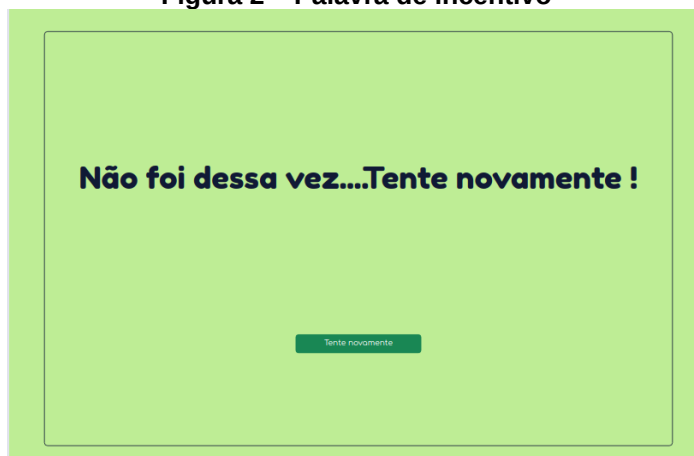 Figura 2 – Palavra de incentivo
Não foi dessa vez....Tente novamente !
Tente novamente